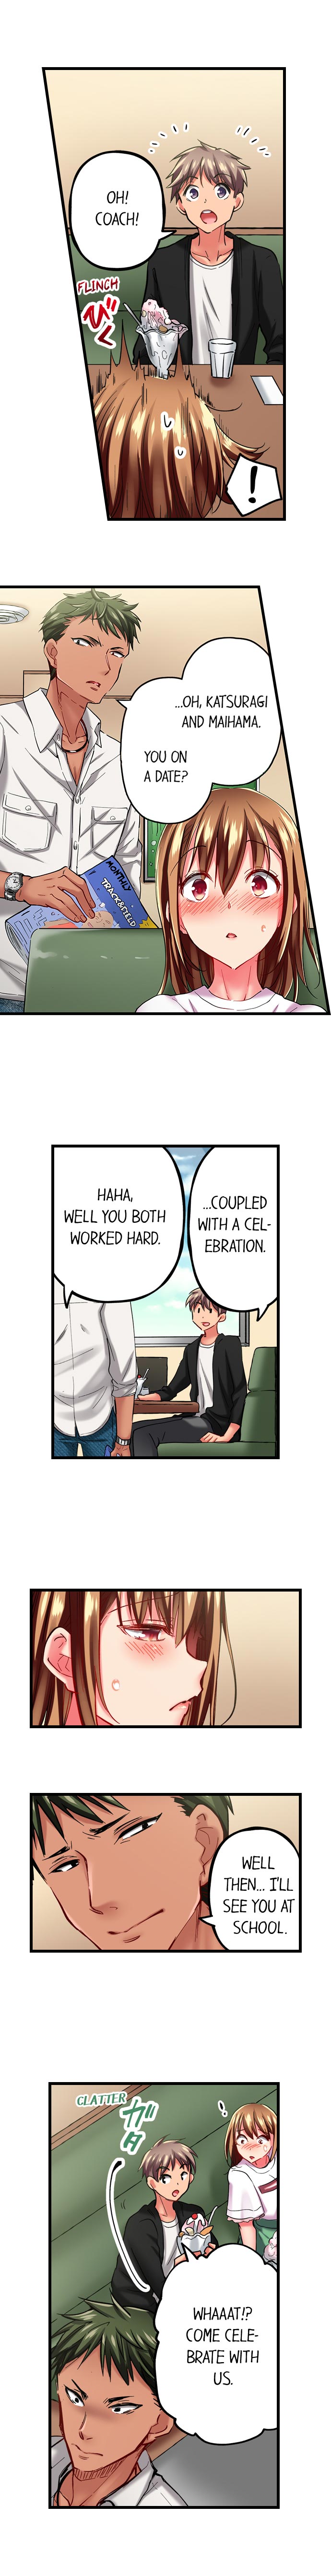 OH!
COACH!
FLINCH
びく
!
...OH, KATSURAGI
AND MAIHAMA.
YOU ON
A DATE?
MONTHLY
TRACK&FIELD
...COUPLED
WITH A CEL-
EBRATION.
HAHA,
WELL YOU BOTH
WORKED HARD.
WELL
THEN... I'LL
SEE YOU AT
SCHOOL.
CLATTER
ガタ
WHAAAT!?
COME CELE-
BRATE WITH
US.